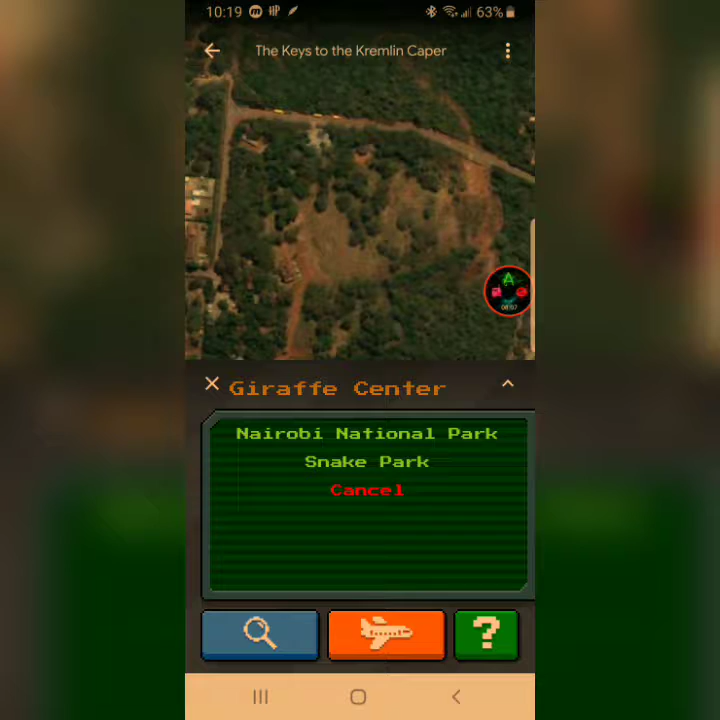 10:19
63%
The Keys to the Kremlin Caper
Giraffe Center
Nairobi National Park
Snake Park
Cancel
?